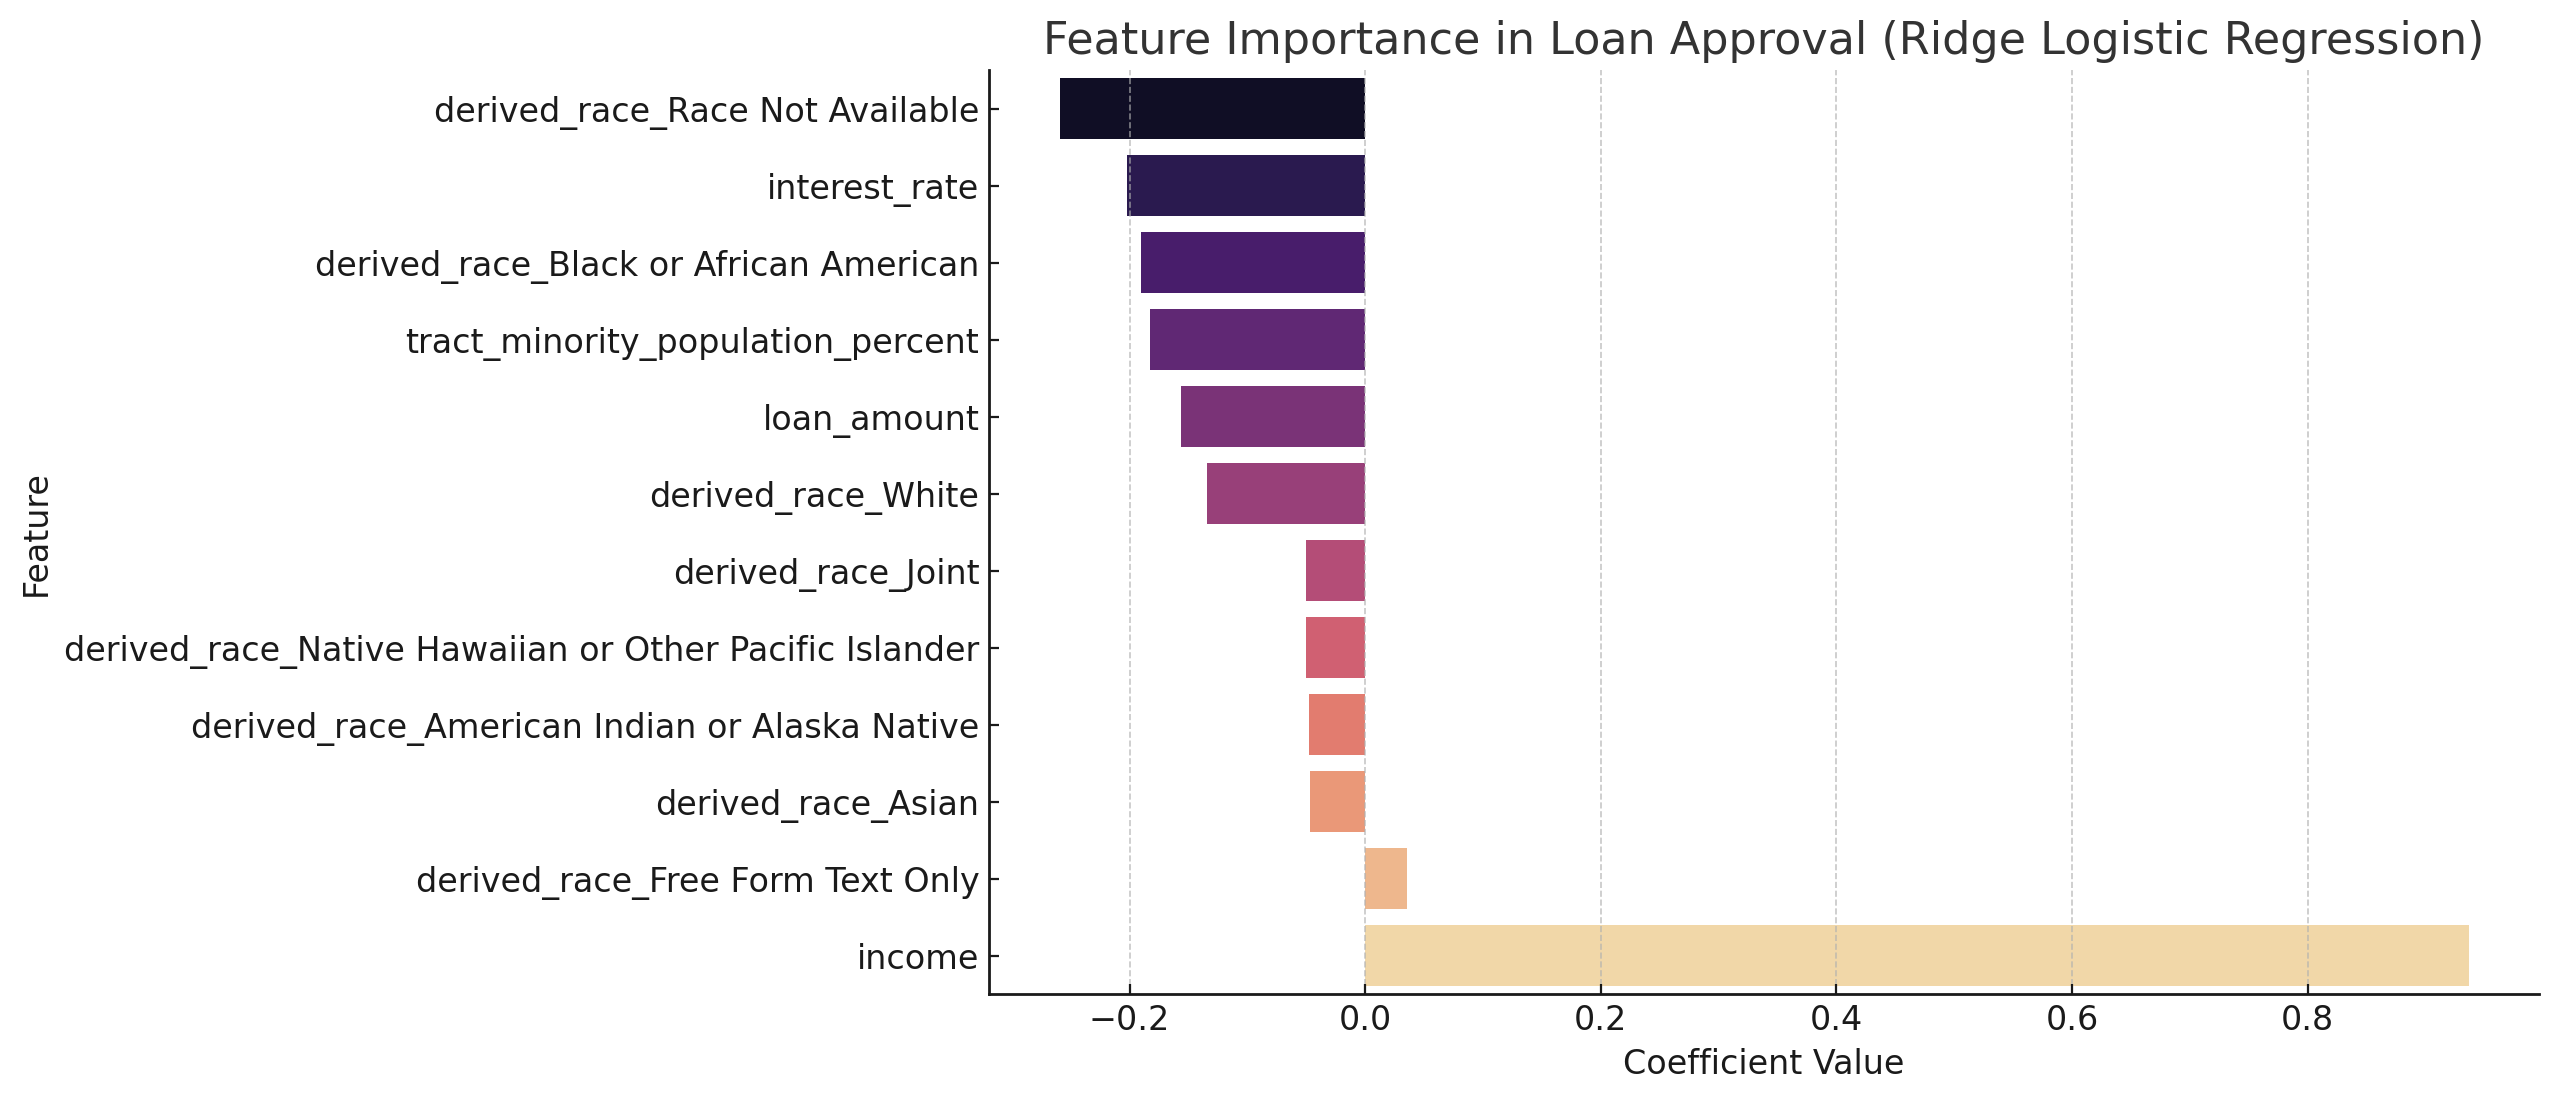 Feature Importance in Loan Approval (Ridge Logistic Regression)
Feature
derived_race_Race Not Available
interest_rate
derived_race_Black or African American
tract_minority_population_percent
loan_amount
derived_race_White
derived_race_Joint
derived_race_Native Hawaiian or Other Pacific Islander
derived_race_American Indian or Alaska Native
derived_race_Asian
derived_race_Free Form Text Only
income
−0.2 0.0 0.2 0.4 0.6 0.8
Coefficient Value